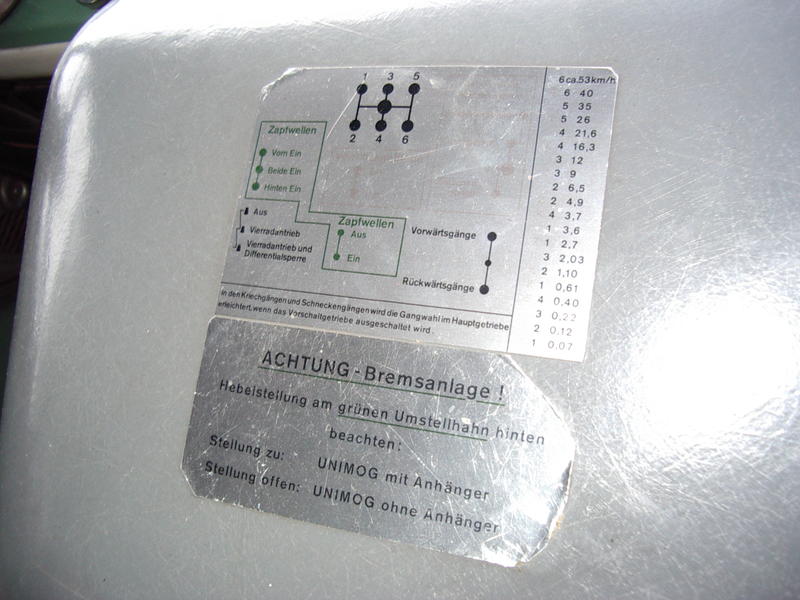 1 3 5
2 4 6
Zapfwellen
Vorn Ein
Beide Ein
Hinten Ein
Aus
Vierradantrieb
Vierradantrieb und
Differentialsperre
Zapfwellen
Aus
Ein
Vorwärtsgänge
Rückwärtsgänge
6 ca.53km/h
6 40
5 35
5 26
4 21,6
4 16,3
3 12
3 9
2 6,5
2 4,9
4 3,7
1 3,6
1 2,7
3 2,03
2 1,10
1 0,61
4 0,40
3 0,22
2 0,12
1 0,07
in den Kriechgängen und Schneckengängen wird die Gangwahl im Hauptgetriebe
erleichtert, wenn das Vorschaltgetriebe ausgeschaltet wird.
ACHTUNG - Bremsanlage !
Hebelstellung am grünen Umstellhahn hinten
beachten:
Stellung zu: UNIMOG mit Anhänger
Stellung offen: UNIMOG ohne Anhänger